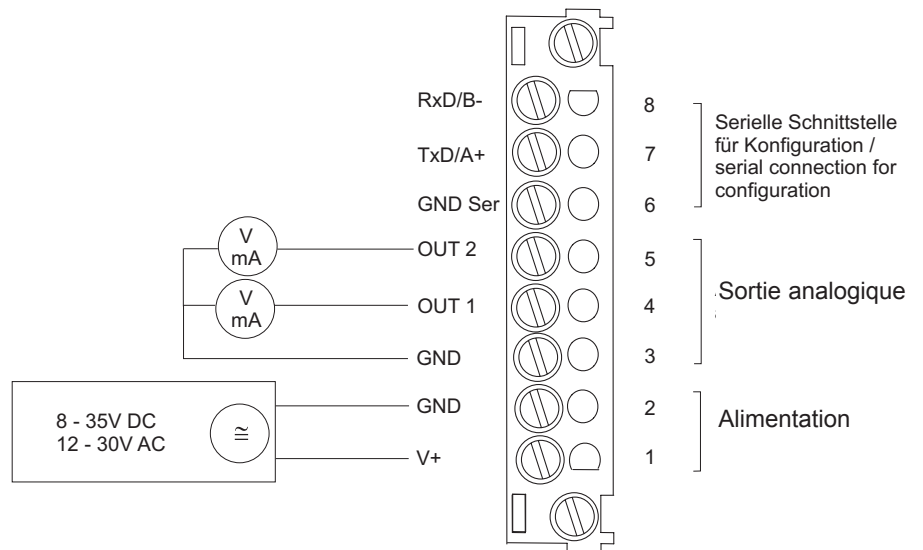 RxD/B-
8
TxD/A+
7
GND Ser
6
Serielle Schnittstelle
für Konfiguration /
serial connection for
configuration
V
mA
OUT 2
5
V
mA
OUT 1
4
GND
3
Sortie analogique
8 - 35V DC
12 - 30V AC
≅
GND
2
V+
1
Alimentation